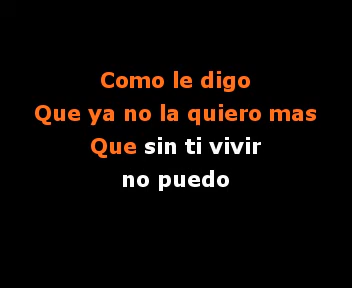 Como le digo
Que ya no la quiero mas
Que sin ti vivir
no puedo